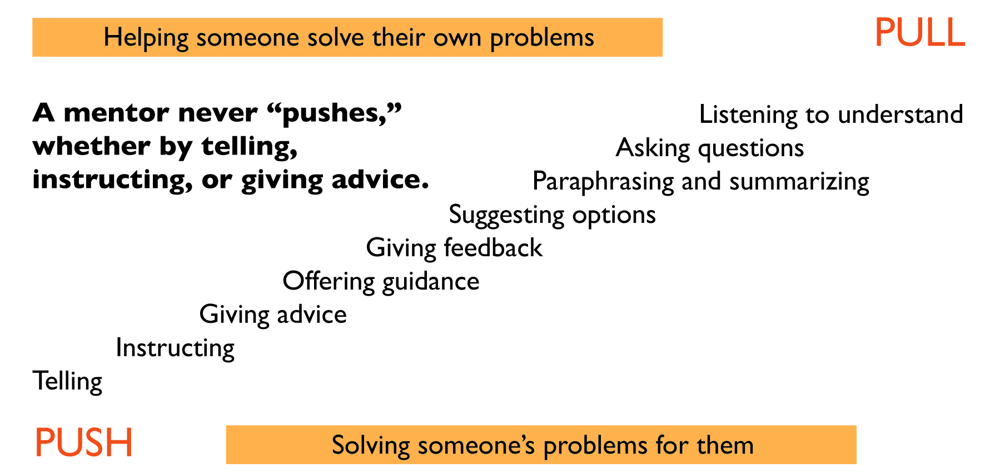 Helping someone solve their own problems
PULL
A mentor never “pushes,”
whether by telling,
instructing, or giving advice.
Listening to understand
Asking questions
Paraphrasing and summarizing
Suggesting options
Giving feedback
Offering guidance
Giving advice
Instructing
Telling
PUSH
Solving someone’s problems for them